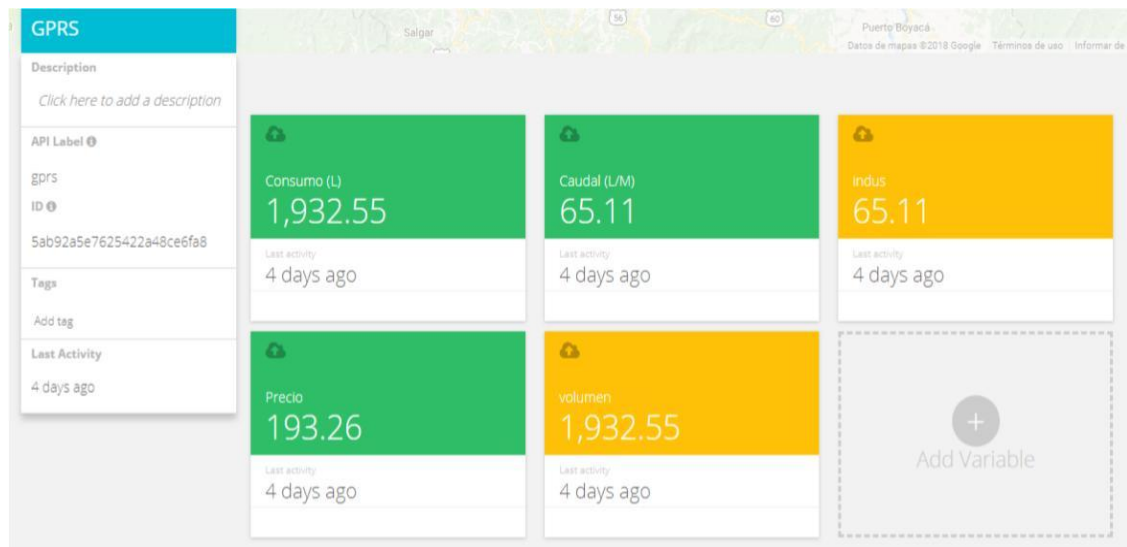 GPRS
Salgar
56
60
Puerto Boyacá
Datos de mapas ©2018 Google Términos de uso Informar de
Description
Click here to add a description
API Label
gprs
ID
5ab92a5e7625422a48ce6fa8
Tags
Add tag
Last Activity
4 days ago
Consumo (L)
1,932.55
Last activity
4 days ago
Caudal (L/M)
65.11
Last activity
4 days ago
indus
65.11
Last activity
4 days ago
Precio
193.26
Last activity
4 days ago
volumen
1,932.55
Last activity
4 days ago
+
Add Variable